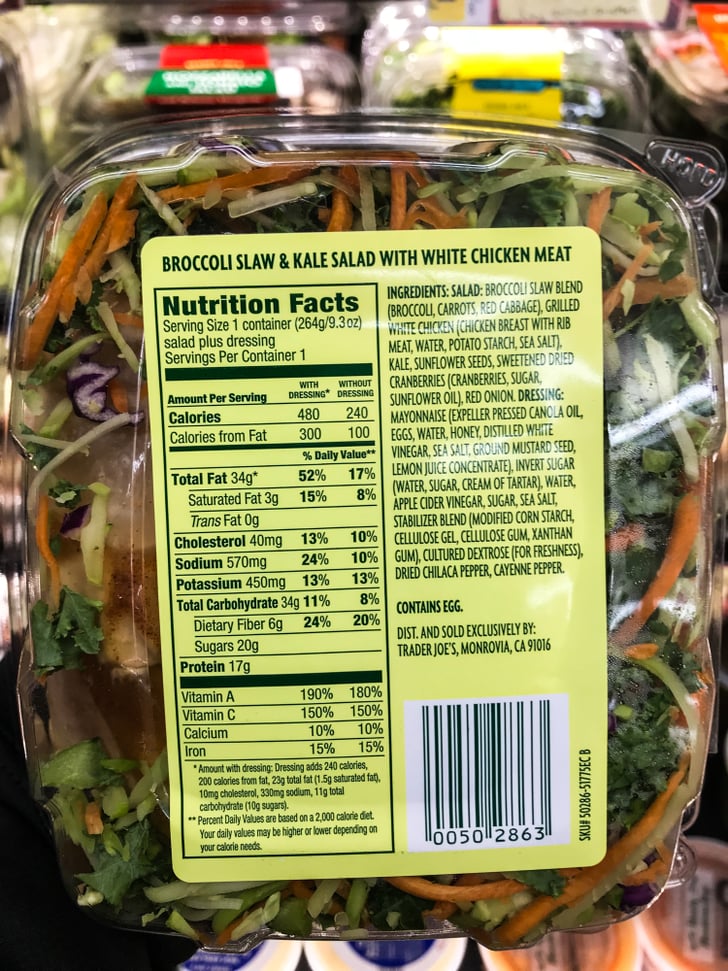 BROCCOLI SLAW & KALE SALAD WITH WHITE CHICKEN MEAT
Nutrition Facts
Serving Size 1 container (264g/9.3oz)
salad plus dressing
Servings Per Container 1
Amount Per Serving WITH DRESSING* WITHOUT DRESSING
Calories 480 240
Calories from Fat 300 100
% Daily Value**
Total Fat 34g* 52% 17%
Saturated Fat 3g 15% 8%
Trans Fat 0g
Cholesterol 40mg 13% 10%
Sodium 570mg 24% 10%
Potassium 450mg 13% 13%
Total Carbohydrate 34g 11% 8%
Dietary Fiber 6g 24% 20%
Sugars 20g
Protein 17g
Vitamin A 190% 180%
Vitamin C 150% 150%
Calcium 10% 10%
Iron 15% 15%
* Amount with dressing: Dressing adds 240 calories,
200 calories from fat, 23g total fat (1.5g saturated fat),
10mg cholesterol, 330mg sodium, 11g total
carbohydrate (10g sugars).
** Percent Daily Values are based on a 2,000 calorie diet.
Your daily values may be higher or lower depending on
your calorie needs.
INGREDIENTS: SALAD: BROCCOLI SLAW BLEND
(BROCCOLI, CARROTS, RED CABBAGE), GRILLED
WHITE CHICKEN (CHICKEN BREAST WITH RIB
MEAT, WATER, POTATO STARCH, SEA SALT),
KALE, SUNFLOWER SEEDS, SWEETENED DRIED
CRANBERRIES (CRANBERRIES, SUGAR,
SUNFLOWER OIL), RED ONION. DRESSING:
MAYONNAISE (EXPELLER PRESSED CANOLA OIL,
EGGS, WATER, HONEY, DISTILLED WHITE
VINEGAR, SEA SALT, GROUND MUSTARD SEED,
LEMON JUICE CONCENTRATE), INVERT SUGAR
(WATER, SUGAR, CREAM OF TARTAR), WATER,
APPLE CIDER VINEGAR, SUGAR, SEA SALT,
STABILIZER BLEND (MODIFIED CORN STARCH,
CELLULOSE GEL, CELLULOSE GUM, XANTHAN
GUM), CULTURED DEXTROSE (FOR FRESHNESS),
DRIED CHILACA PEPPER, CAYENNE PEPPER.
CONTAINS EGG.
DIST. AND SOLD EXCLUSIVELY BY:
TRADER JOE'S, MONROVIA, CA 91016
0050 2863
SKU# 50286-51775EC B